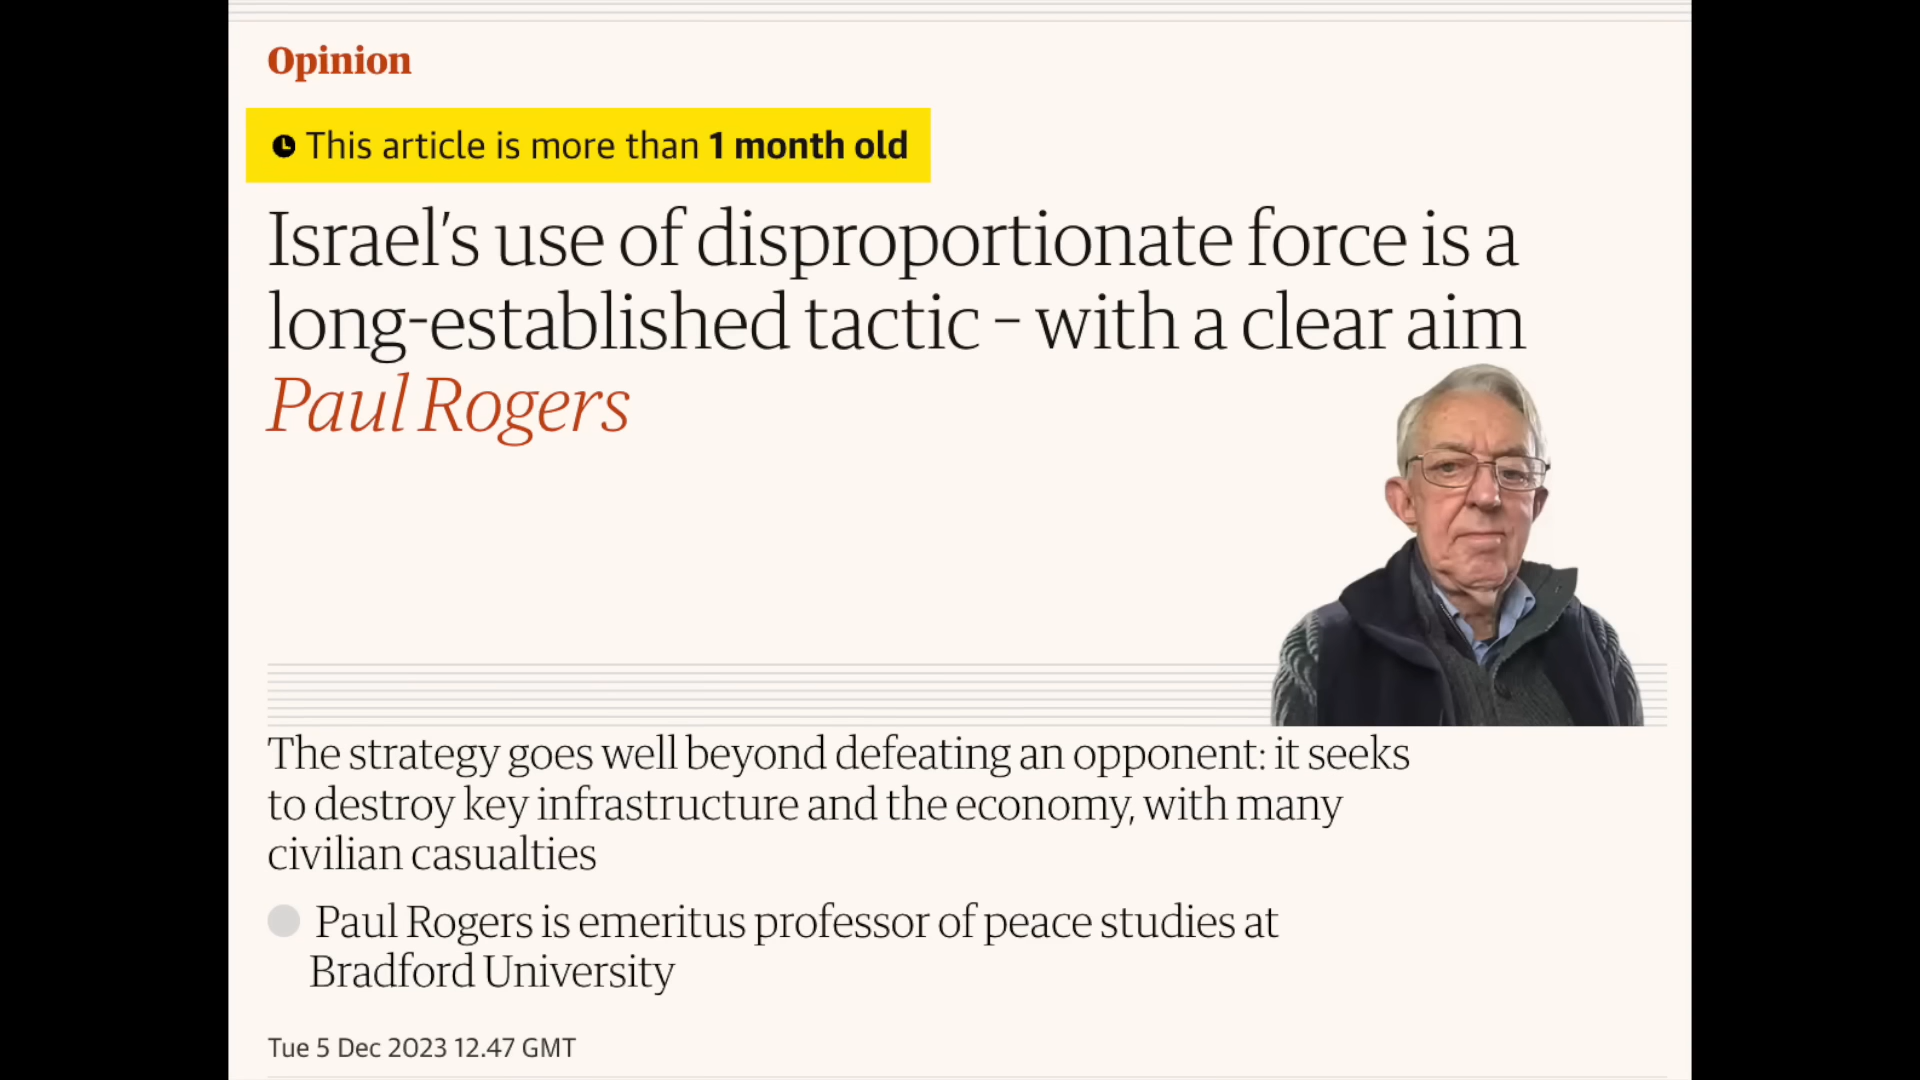 Opinion
This article is more than 1 month old
Israel’s use of disproportionate force is a
long-established tactic – with a clear aim
Paul Rogers
The strategy goes well beyond defeating an opponent: it seeks
to destroy key infrastructure and the economy, with many
civilian casualties
Paul Rogers is emeritus professor of peace studies at
Bradford University
Tue 5 Dec 2023 12.47 GMT